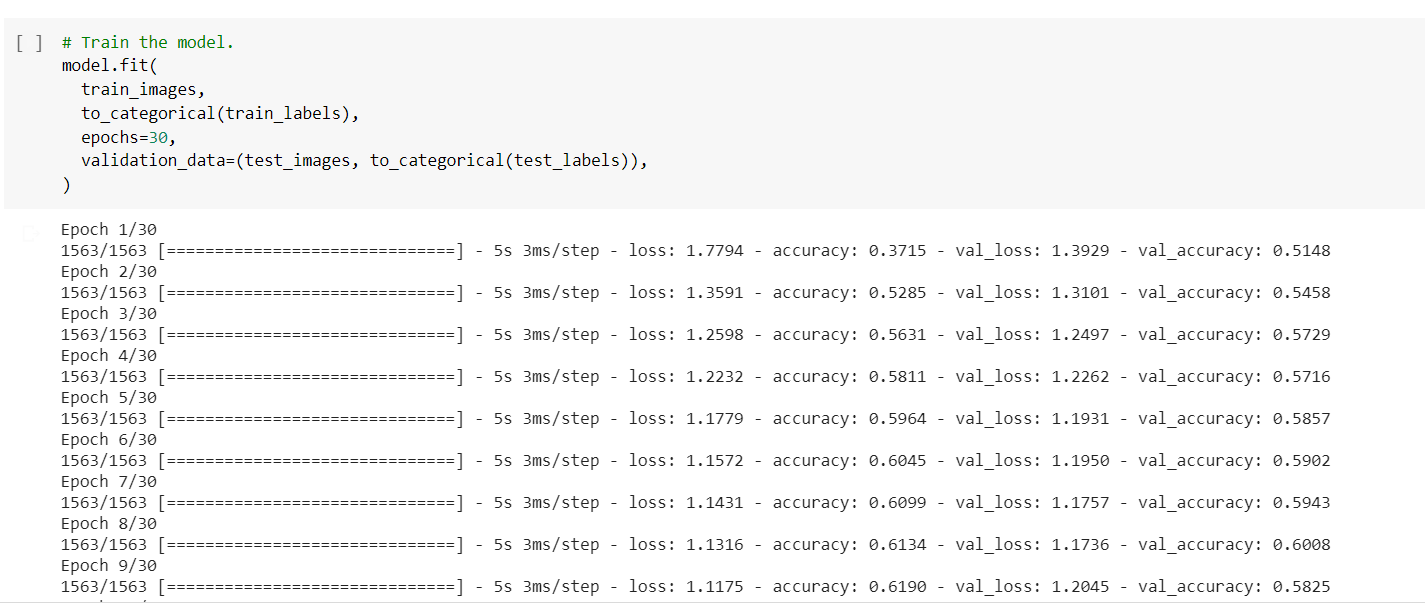 [ ] # Train the model.
model.fit(
train_images,
to_categorical(train_labels),
epochs=30,
validation_data=(test_images, to_categorical(test_labels)),
)
Epoch 1/30
1563/1563 [==============================] - 5s 3ms/step - loss: 1.7794 - accuracy: 0.3715 - val_loss: 1.3929 - val_accuracy: 0.5148
Epoch 2/30
1563/1563 [==============================] - 5s 3ms/step - loss: 1.3591 - accuracy: 0.5285 - val_loss: 1.3101 - val_accuracy: 0.5458
Epoch 3/30
1563/1563 [==============================] - 5s 3ms/step - loss: 1.2598 - accuracy: 0.5631 - val_loss: 1.2497 - val_accuracy: 0.5729
Epoch 4/30
1563/1563 [==============================] - 5s 3ms/step - loss: 1.2232 - accuracy: 0.5811 - val_loss: 1.2262 - val_accuracy: 0.5716
Epoch 5/30
1563/1563 [==============================] - 5s 3ms/step - loss: 1.1779 - accuracy: 0.5964 - val_loss: 1.1931 - val_accuracy: 0.5857
Epoch 6/30
1563/1563 [==============================] - 5s 3ms/step - loss: 1.1572 - accuracy: 0.6045 - val_loss: 1.1950 - val_accuracy: 0.5902
Epoch 7/30
1563/1563 [==============================] - 5s 3ms/step - loss: 1.1431 - accuracy: 0.6099 - val_loss: 1.1757 - val_accuracy: 0.5943
Epoch 8/30
1563/1563 [==============================] - 5s 3ms/step - loss: 1.1316 - accuracy: 0.6134 - val_loss: 1.1736 - val_accuracy: 0.6008
Epoch 9/30
1563/1563 [==============================] - 5s 3ms/step - loss: 1.1175 - accuracy: 0.6190 - val_loss: 1.2045 - val_accuracy: 0.5825